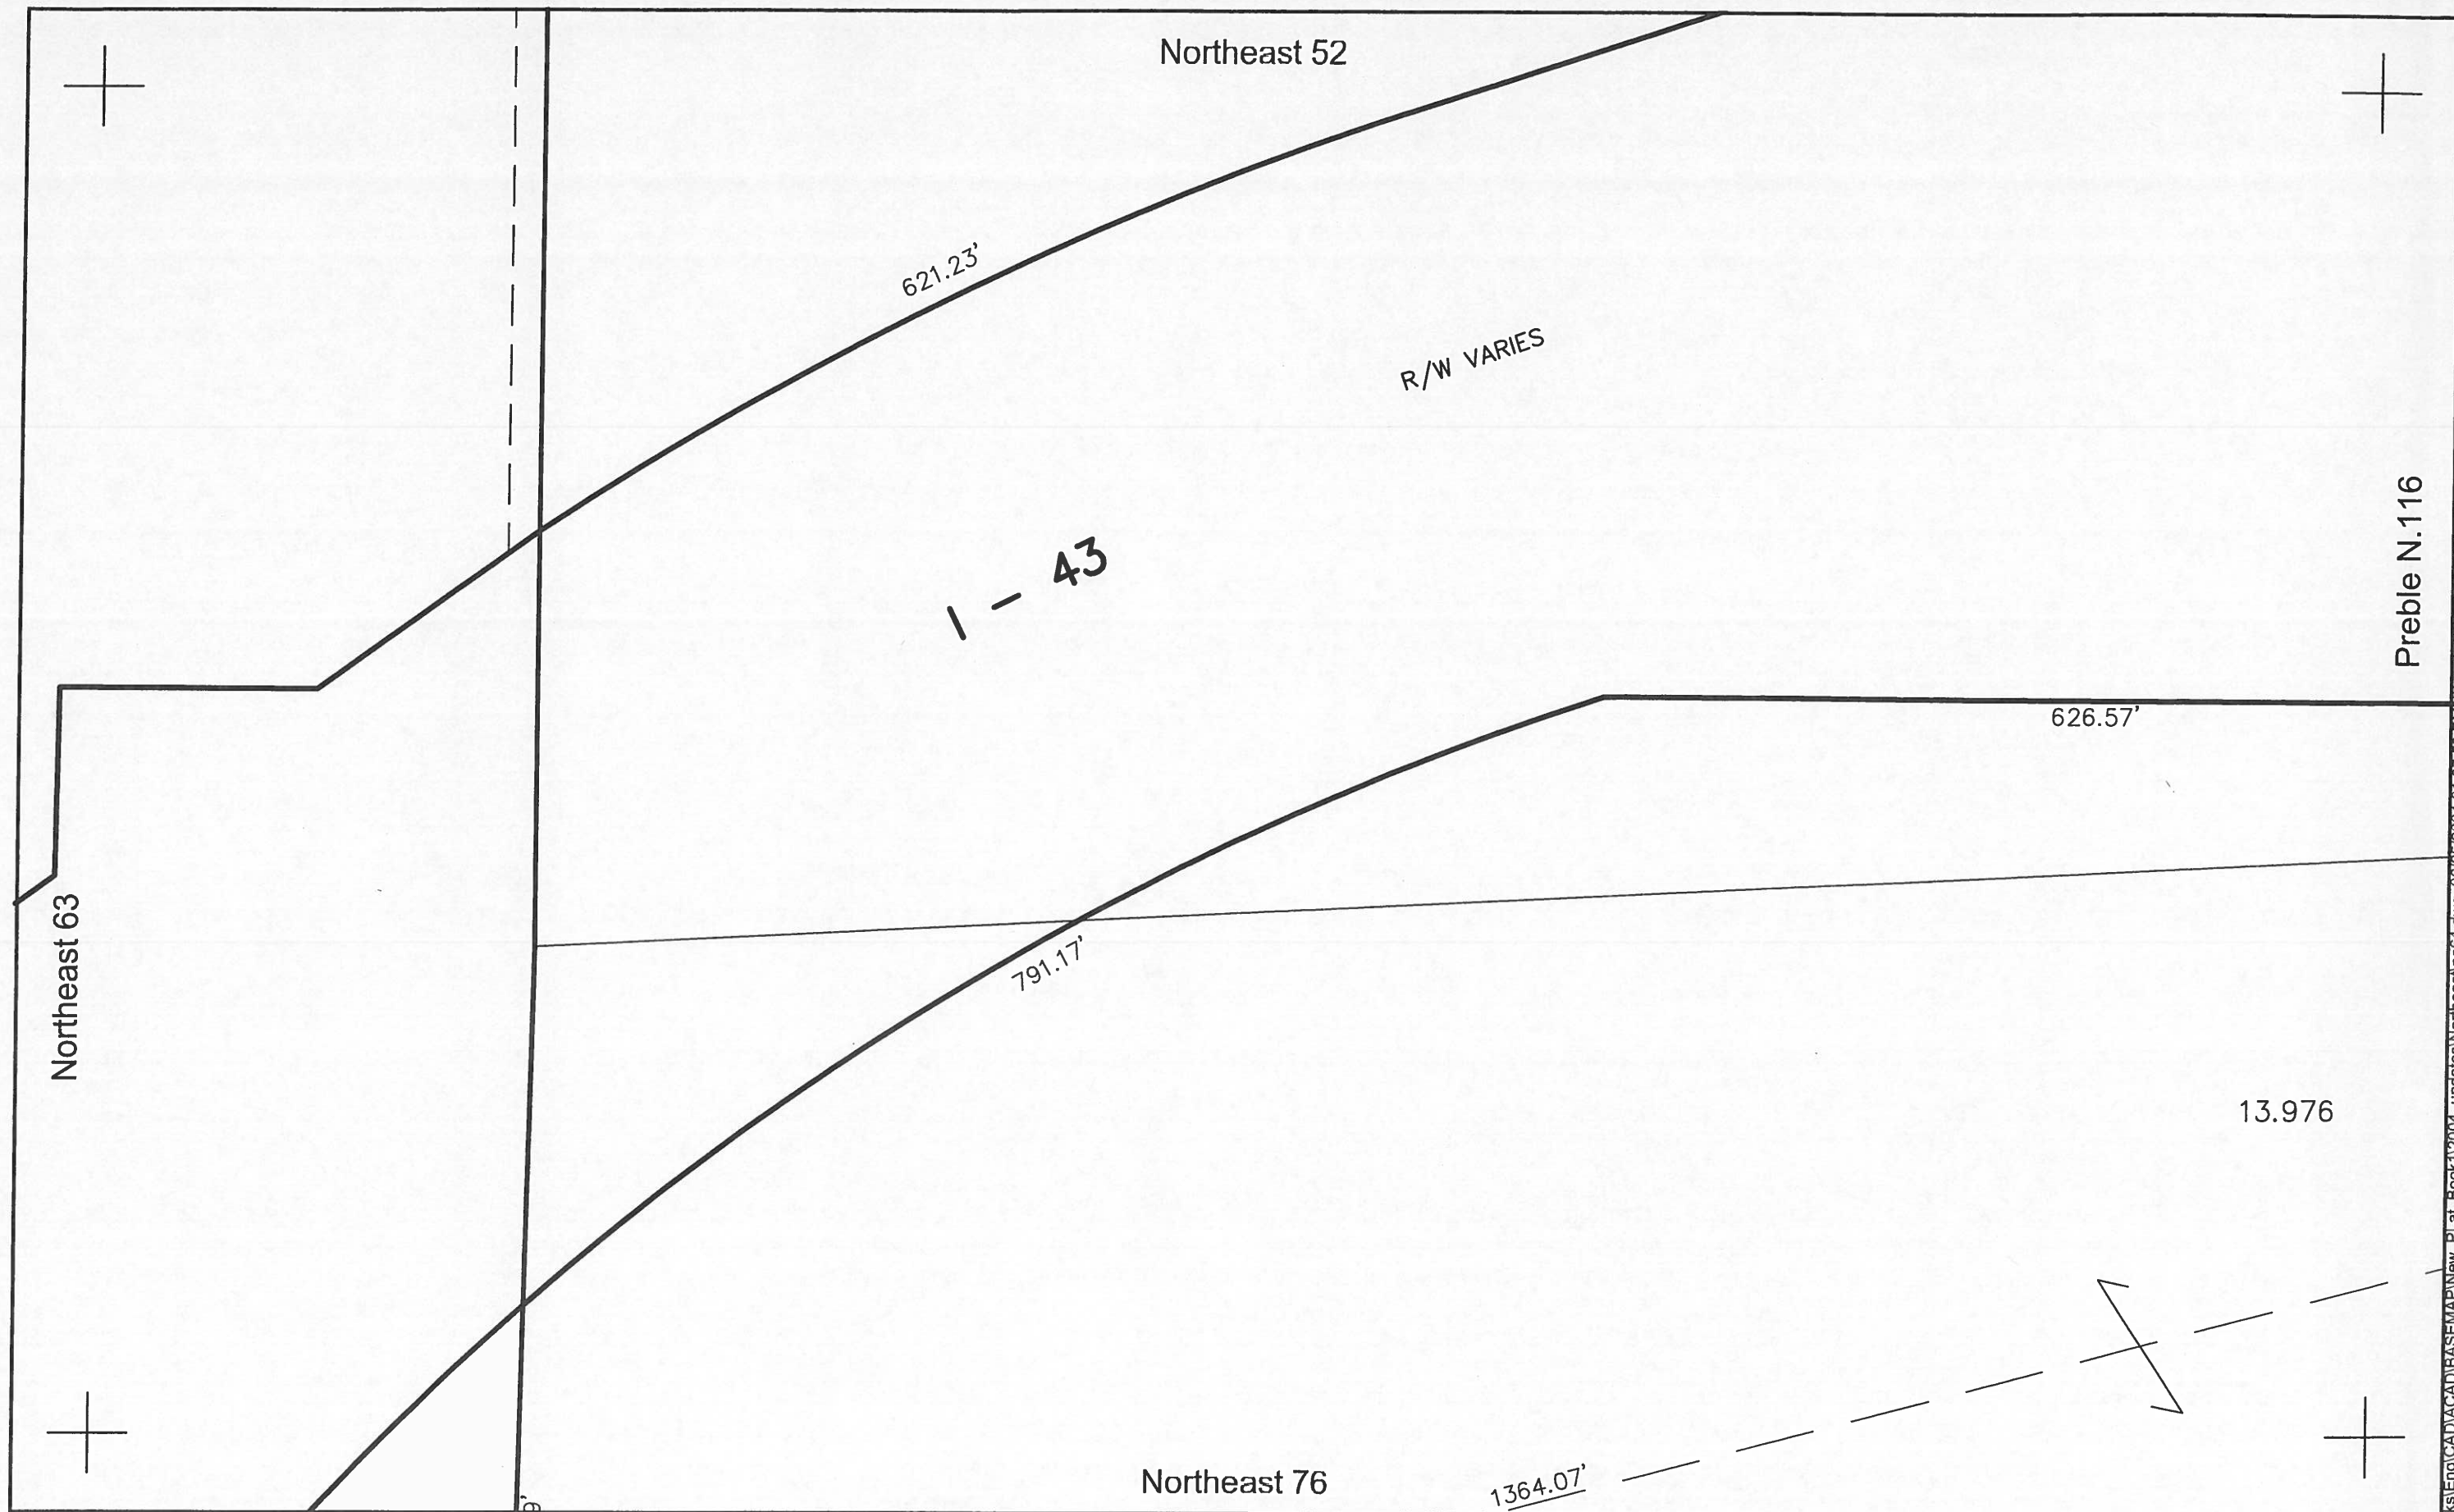 Northeast 52
621.23'
R/W VARIES
I - 43
Preble N.116
626.57'
Northeast 63
791.17'
13.976
Northeast 76
1364.07'